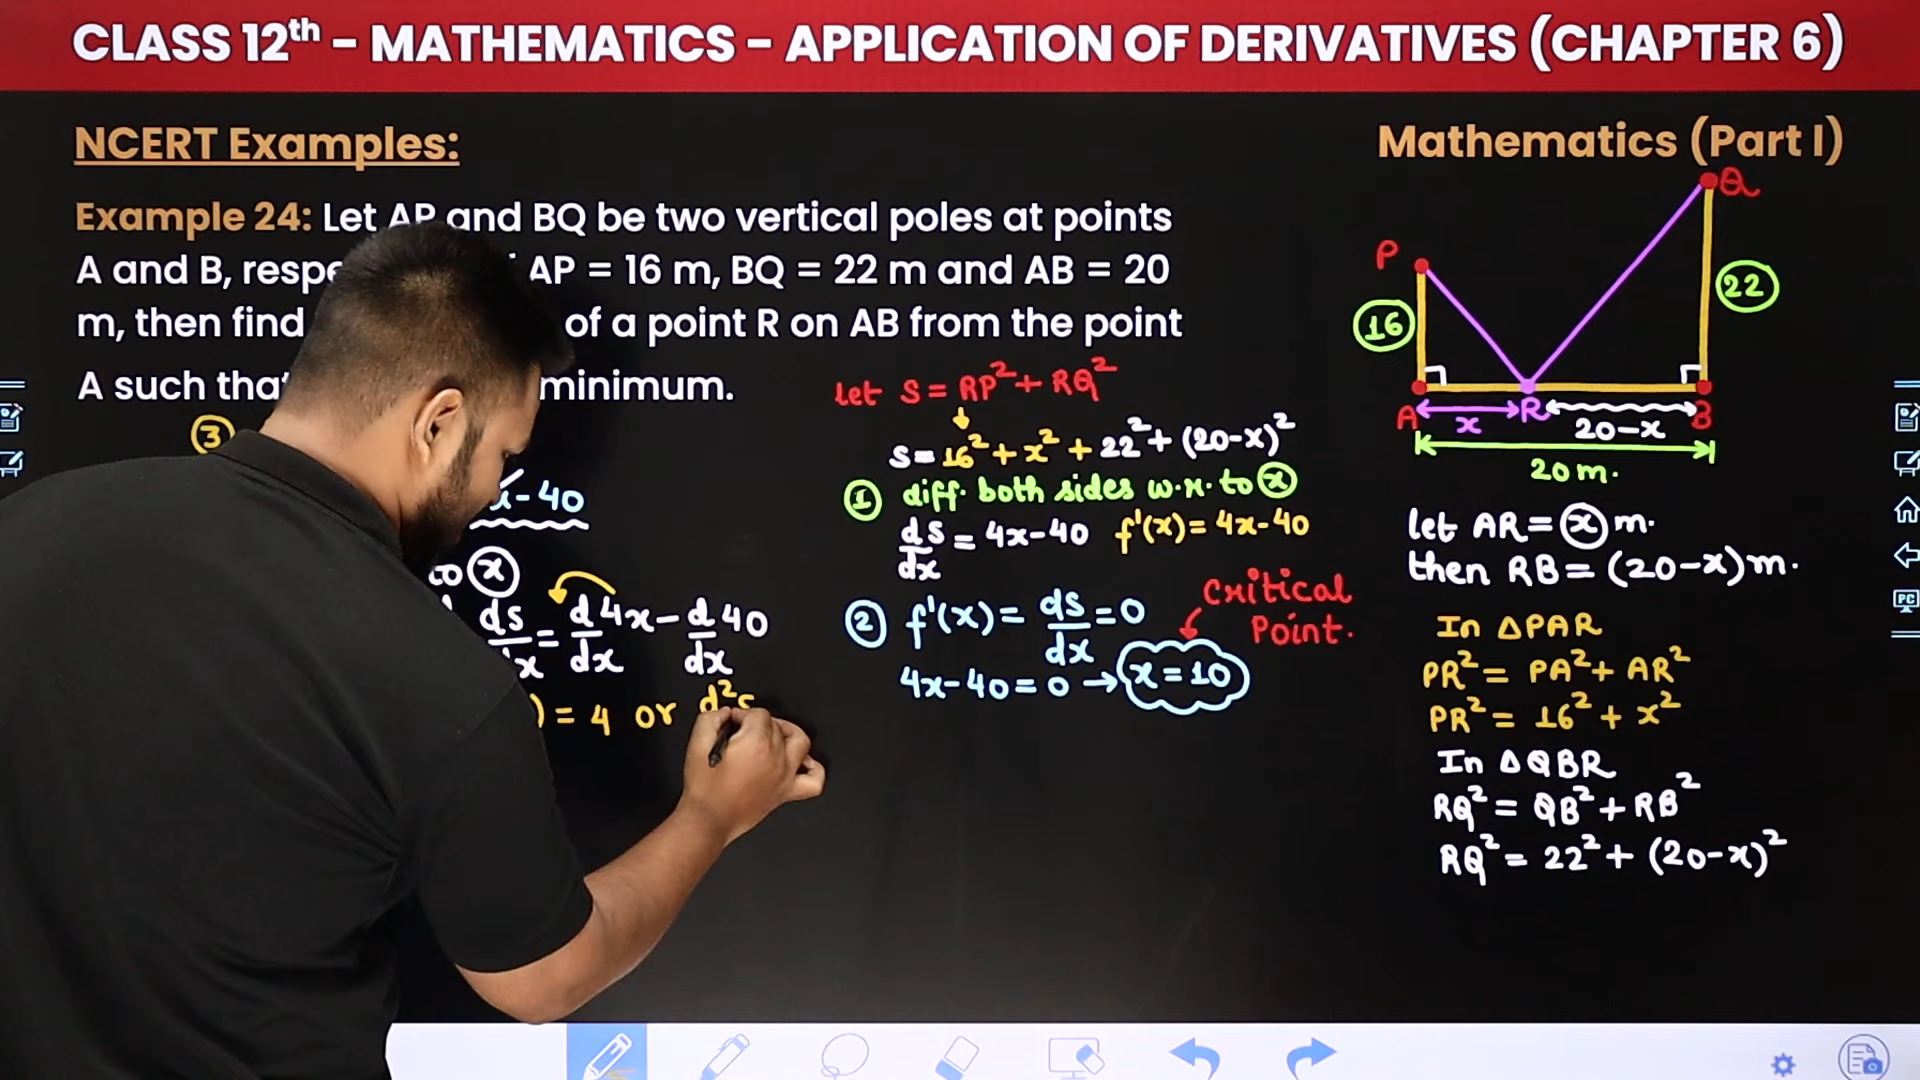 CLASS 12th - MATHEMATICS - APPLICATION OF DERIVATIVES (CHAPTER 6)
NCERT Examples:
Mathematics (Part I)
Example 24: Let AP and BQ be two vertical poles at points
A and B, AP = 16 m, BQ = 22 m and AB = 20
m, then find of a point R on AB from the point
A such minimum.
3
x-40
to x
ds/dx = d/dx 4x - d/dx 40
) = 4 or d²s
let S = RP² + RQ²
S = 16² + x² + 22² + (20-x)²
1 diff. both sides w.r.to x
ds/dx = 4x-40 f'(x) = 4x-40
2 f'(x) = ds/dx = 0
4x-40 = 0 → x = 10
Critical
Point.
P
Q
16
22
A
R
B
x
20-x
20 m.
let AR = x m.
then RB = (20-x) m.
In △PAR
PR² = PA² + AR²
PR² = 16² + x²
In △QBR
RQ² = QB² + RB²
RQ² = 22² + (20-x)²
PC